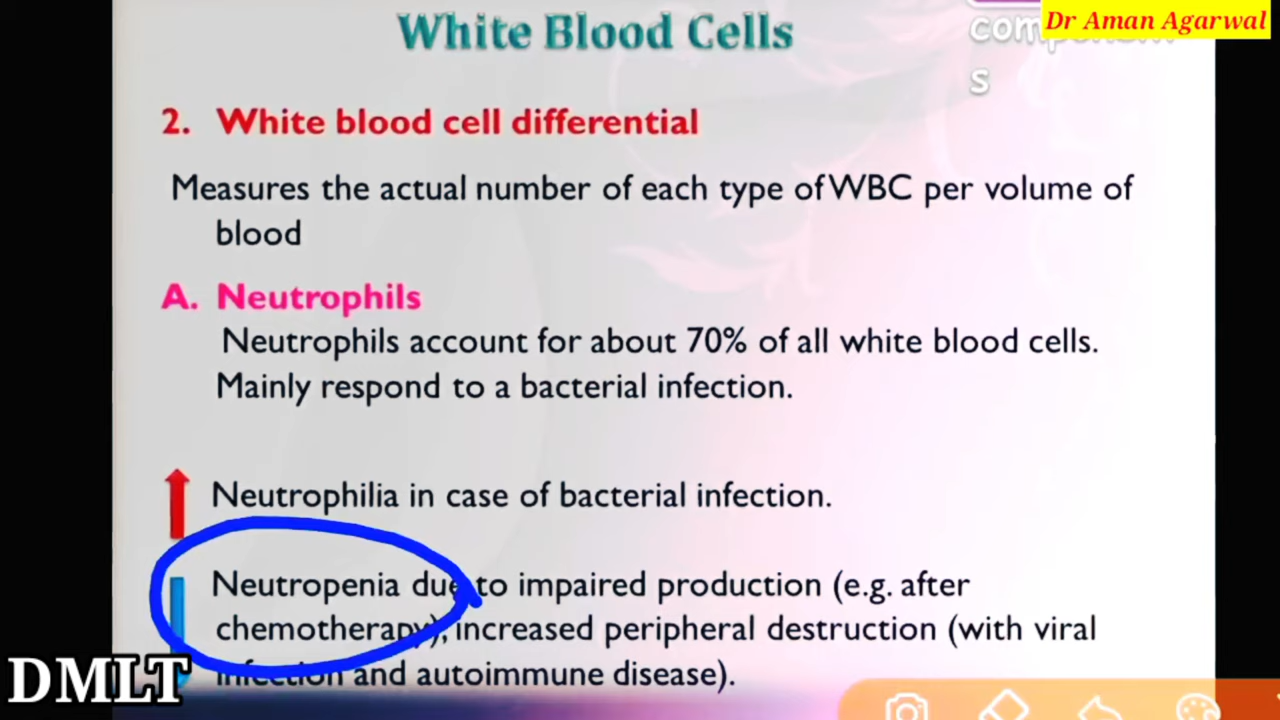 Dr Aman Agarwal
White Blood Cells
s
2. White blood cell differential
Measures the actual number of each type of WBC per volume of
blood
A. Neutrophils
Neutrophils account for about 70% of all white blood cells.
Mainly respond to a bacterial infection.
Neutrophilia in case of bacterial infection.
Neutropenia due to impaired production (e.g. after
chemotherapy), increased peripheral destruction (with viral
infection and autoimmune disease).
DMLT